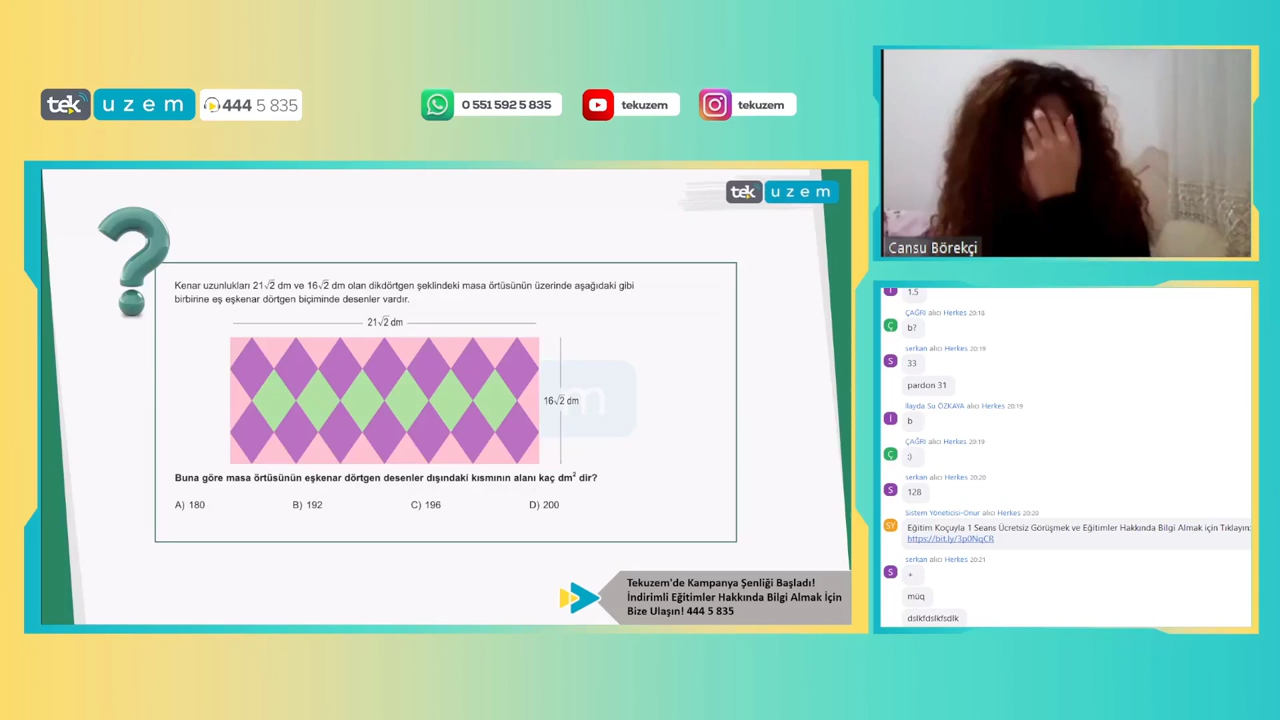 tek uzem 444 5 835
0 551 592 5 835
tekuzem
tekuzem
Cansu Börekçi
tek uzem
Kenar uzunlukları 21√2 dm ve 16√2 dm olan dikdörtgen şeklindeki masa örtüsünün üzerinde aşağıdaki gibi
birbirine eş eşkenar dörtgen biçiminde desenler vardır.
21√2 dm
16√2 dm
Buna göre masa örtüsünün eşkenar dörtgen desenler dışındaki kısmının alanı kaç dm² dir?
A) 180 B) 192 C) 196 D) 200
Tekuzem'de Kampanya Şenliği Başladı!
İndirimli Eğitimler Hakkında Bilgi Almak İçin
Bize Ulaşın! 444 5 835
1.5
ÇAĞRI alıcı Herkes 20:18
Ç
b?
serkan alıcı Herkes 20:19
S
33
pardon 31
İlayda Su ÖZKAYA alıcı Herkes 20:19
İ
b
ÇAĞRI alıcı Herkes 20:19
Ç
:)
serkan alıcı Herkes 20:20
S
128
Sistem Yöneticisi-Onur alıcı Herkes 20:20
SY
Eğitim Koçuyla 1 Seans Ücretsiz Görüşmek ve Eğitimler Hakkında Bilgi Almak için Tıklayın:
https://bit.ly/3p0NqCR
serkan alıcı Herkes 20:21
S
+
müq
dslkfdslkfsdlk